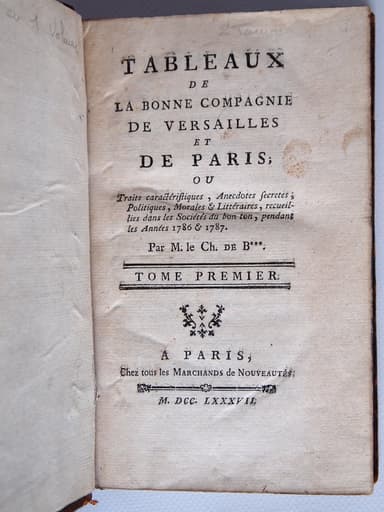 TABLEAUX
DE
LA BONNE COMPAGNIE
DE VERSAILLES
ET
DE PARIS;
OU
Traits caractéristiques, Anecdotes secretes;
Politiques, Morales & Littéraires, recueil-
lies dans les Sociétés du bon ton, pendant
les Années 1786 & 1787.
Par M. le Ch. DE B***.
TOME PREMIER.
A PARIS,
Chez tous les MARCHANDS de NOUVEAUTÉS;
M. DCC. LXXXVII.